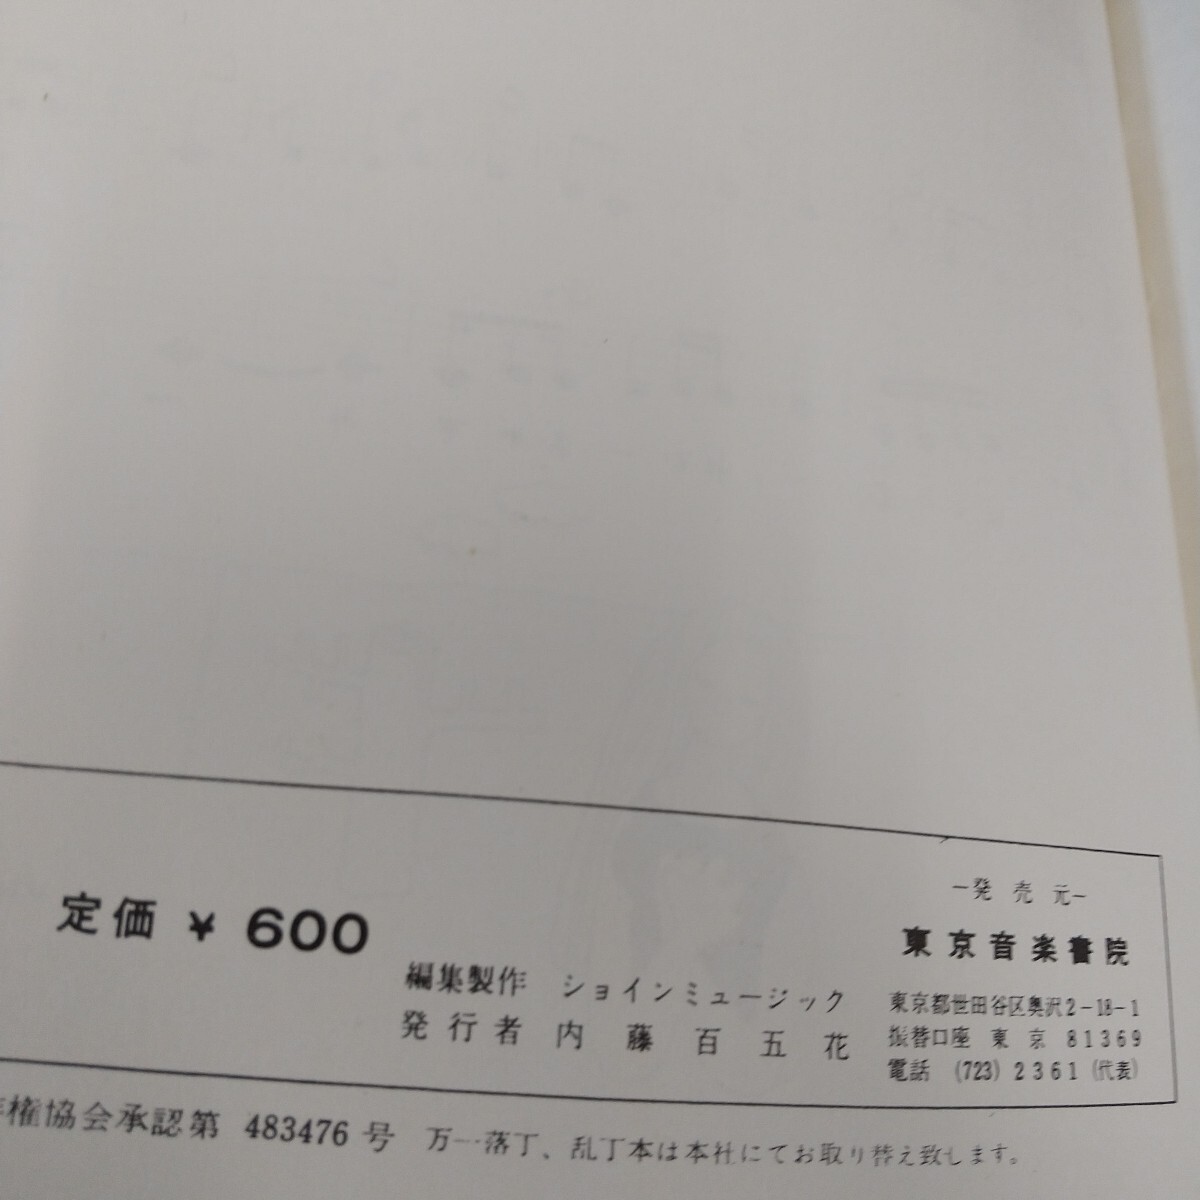 定価 ¥ 600
編集製作 ショインミュージック
発行者 内藤百五花
―発売元―
東京音楽書院
東京都世田谷区奥沢2-18-1
振替口座 東京 81369
電話 (723) 2361 (代表)
権協会承認第 483476 号 万一落丁、乱丁本は本社にてお取り替え致します。